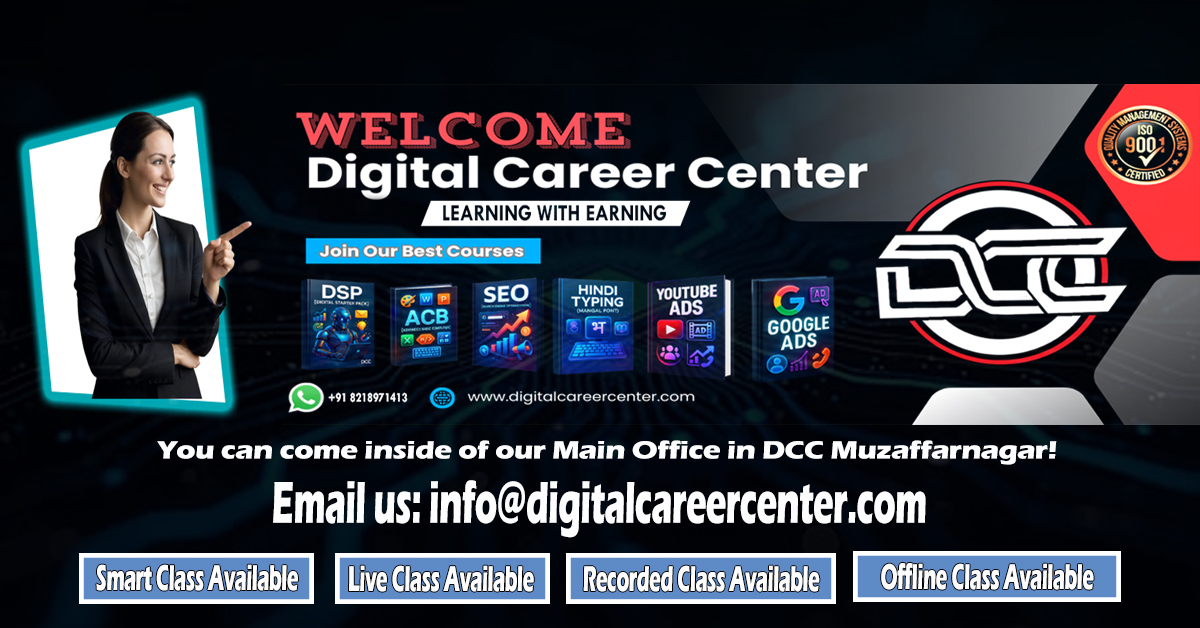 WELCOME
Digital Career Center
LEARNING WITH EARNING
Join Our Best Courses
DSP
[DIGITAL STARTER PACK]
DCC
W P
ACB
X
SEO
HINDI
TYPING
(MANGAL FONT)
भ
YOUTUBE
ADS
AD
G AD
GOOGLE
ADS
+91 8218971413
www.digitalcareercenter.com
QUALITY MANAGEMENT SYSTEMS
ISO
9001
CERTIFIED
DCC
You can come inside of our Main Office in DCC Muzaffarnagar!
Email us: info@digitalcareercenter.com
Smart Class Available
Live Class Available
Recorded Class Available
Offline Class Available